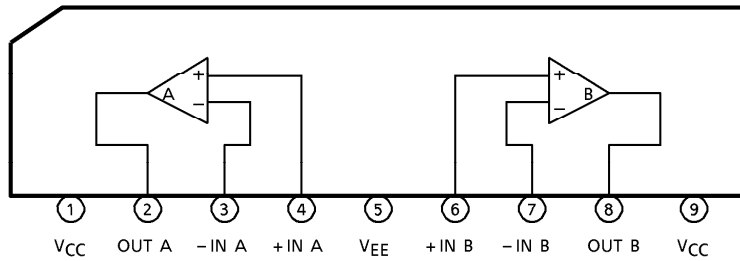 + +
A B
− −
1 2 3 4 5 6 7 8 9
VCC OUT A −IN A +IN A VEE +IN B −IN B OUT B VCC